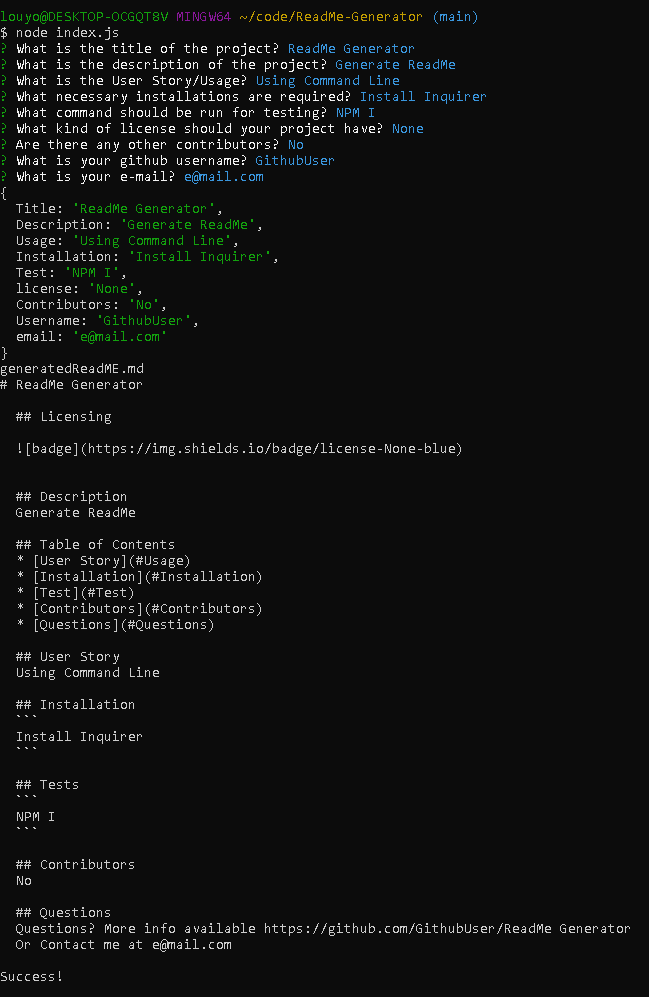 louyo@DESKTOP-OCGQT8V MINGW64 ~/code/ReadMe-Generator (main)
$ node index.js
? What is the title of the project? ReadMe Generator
? What is the description of the project? Generate ReadMe
? What is the User Story/Usage? Using Command Line
? What necessary installations are required? Install Inquirer
? What command should be run for testing? NPM I
? What kind of license should your project have? None
? Are there any other contributors? No
? What is your github username? GithubUser
? What is your e-mail? e@mail.com
{
  Title: 'ReadMe Generator',
  Description: 'Generate ReadMe',
  Usage: 'Using Command Line',
  Installation: 'Install Inquirer',
  Test: 'NPM I',
  license: 'None',
  Contributors: 'No',
  Username: 'GithubUser',
  email: 'e@mail.com'
}
generatedReadME.md
# ReadMe Generator
  ## Licensing
  ![badge](https://img.shields.io/badge/license-None-blue)
  ## Description
  Generate ReadMe
  ## Table of Contents
  * [User Story](#Usage)
  * [Installation](#Installation)
  * [Test](#Test)
  * [Contributors](#Contributors)
  * [Questions](#Questions)
  ## User Story
  Using Command Line
  ## Installation
  ```
  Install Inquirer
  ```
  ## Tests
  ```
  NPM I
  ```
  ## Contributors
  No
  ## Questions
  Questions? More info available https://github.com/GithubUser/ReadMe Generator
  Or Contact me at e@mail.com
Success!